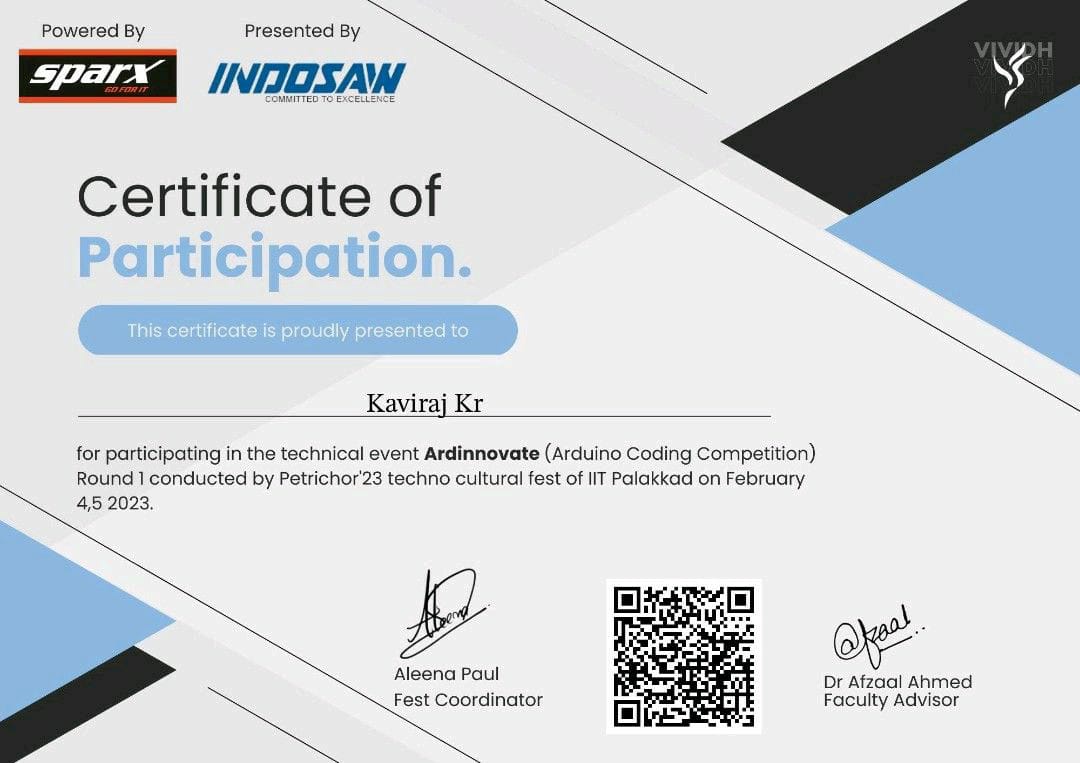 Powered By
Presented By
sparx
GO FOR IT
INDOSAW
COMMITTED TO EXCELLENCE
VIVIDH
Certificate of
Participation.
This certificate is proudly presented to
Kaviraj Kr
for participating in the technical event Ardinnovate (Arduino Coding Competition)
Round 1 conducted by Petrichor'23 techno cultural fest of IIT Palakkad on February
4,5 2023.
Aleena
Afzaal
Aleena Paul
Fest Coordinator
Dr Afzaal Ahmed
Faculty Advisor